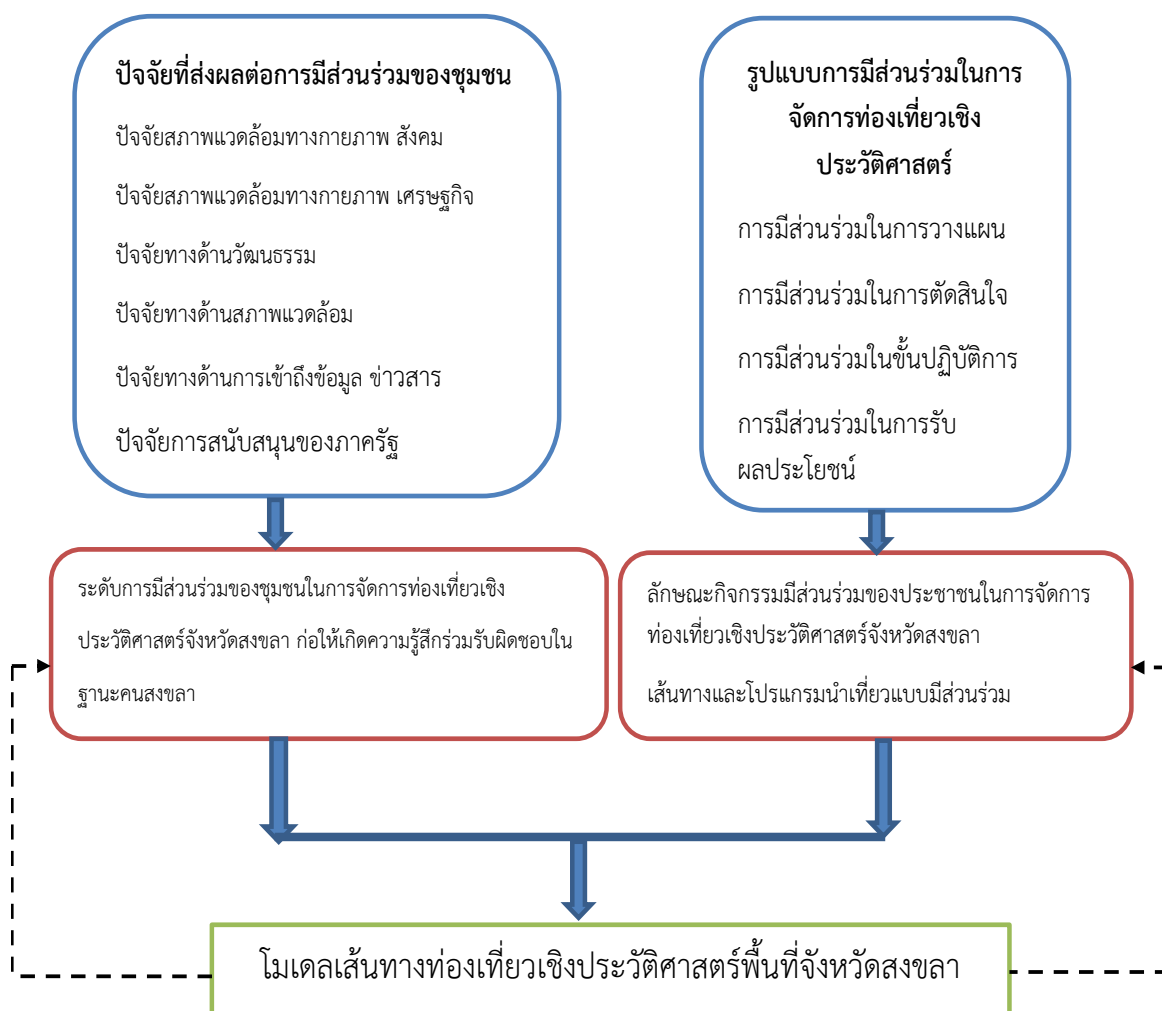 ปัจจัยที่ส่งผลต่อการมีส่วนร่วมของชุมชน
ปัจจัยสภาพแวดล้อมทางกายภาพ สังคม
ปัจจัยสภาพแวดล้อมทางกายภาพ เศรษฐกิจ
ปัจจัยทางด้านวัฒนธรรม
ปัจจัยทางด้านสภาพแวดล้อม
ปัจจัยทางด้านการเข้าถึงข้อมูล ข่าวสาร
ปัจจัยการสนับสนุนของภาครัฐ
รูปแบบการมีส่วนร่วมในการ
จัดการท่องเที่ยวเชิง
ประวัติศาสตร์
การมีส่วนร่วมในการวางแผน
การมีส่วนร่วมในการตัดสินใจ
การมีส่วนร่วมในขั้นปฏิบัติการ
การมีส่วนร่วมในการรับ
ผลประโยชน์
ระดับการมีส่วนร่วมของชุมชนในการจัดการท่องเที่ยวเชิง
ประวัติศาสตร์จังหวัดสงขลา ก่อให้เกิดความรู้สึกร่วมรับผิดชอบใน
ฐานะคนสงขลา
ลักษณะกิจกรรมมีส่วนร่วมของประชาชนในการจัดการ
ท่องเที่ยวเชิงประวัติศาสตร์จังหวัดสงขลา
เส้นทางและโปรแกรมนำเที่ยวแบบมีส่วนร่วม
โมเดลเส้นทางท่องเที่ยวเชิงประวัติศาสตร์พื้นที่จังหวัดสงขลา